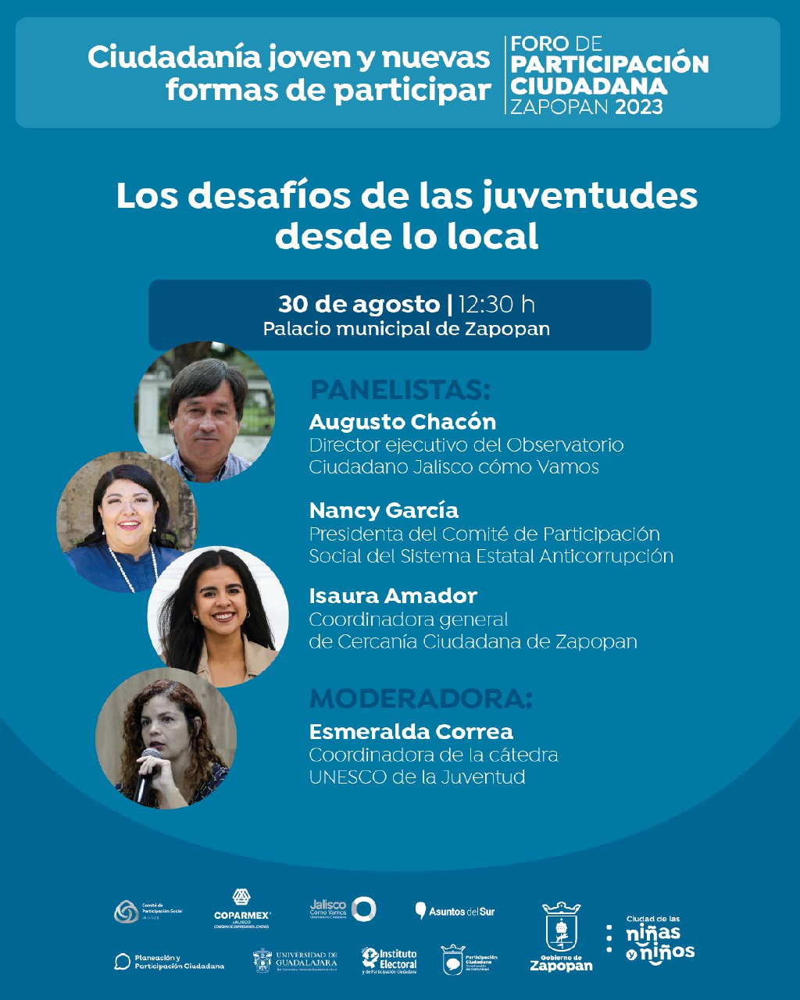 Ciudadanía joven y nuevas
formas de participar
FORO DE
PARTICIPACIÓN
CIUDADANA
ZAPOPAN 2023
Los desafíos de las juventudes
desde lo local
30 de agosto | 12:30 h
Palacio municipal de Zapopan
PANELISTAS:
Augusto Chacón
Director ejecutivo del Observatorio
Ciudadano Jalisco cómo Vamos
Nancy García
Presidenta del Comité de Participación
Social del Sistema Estatal Anticorrupción
Isaura Amador
Coordinadora general
de Cercanía Ciudadana de Zapopan
MODERADORA:
Esmeralda Correa
Coordinadora de la cátedra
UNESCO de la Juventud
Comité de
Participación Social
JALISCO
COPARMEX
JALISCO
COMISIÓN DE EMPRESARIOS JÓVENES
Jalisco
Cómo Vamos
Observatorio Ciudadano
Asuntos del Sur
Gobierno de
Zapopan
Ciudad de las
niñas
y niños
Planeación y
Participación Ciudadana
UNIVERSIDAD DE
GUADALAJARA
Instituto
Electoral
y de Participación Ciudadana
Participación
Ciudadana